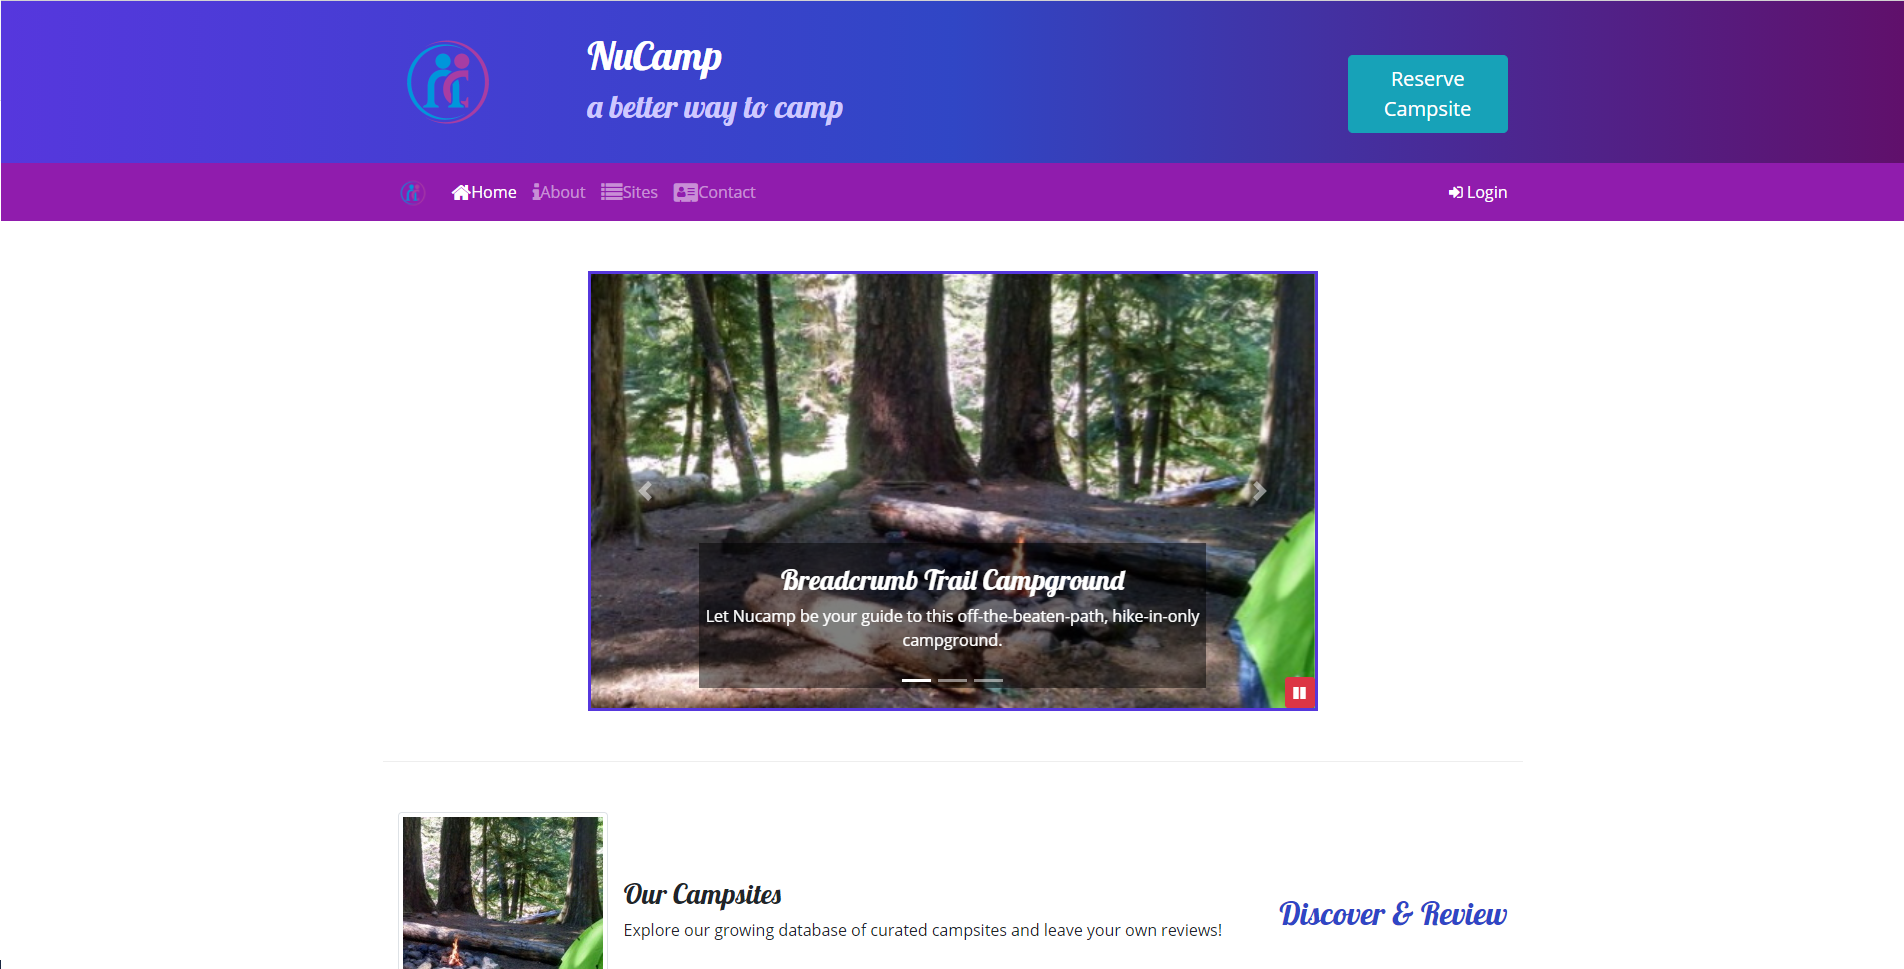 NuCamp
a better way to camp
Reserve
Campsite
Home About Sites Contact Login
Breadcrumb Trail Campground
Let Nucamp be your guide to this off-the-beaten-path, hike-in-only
campground.
Our Campsites
Explore our growing database of curated campsites and leave your own reviews!
Discover & Review